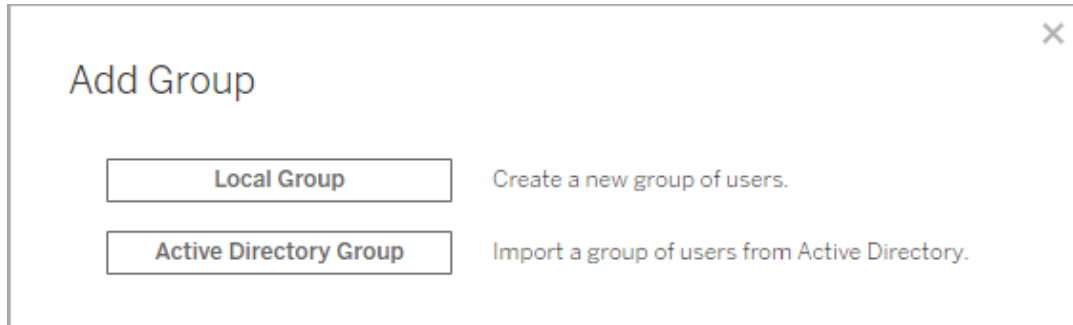 Add Group
Local Group Create a new group of users.
Active Directory Group Import a group of users from Active Directory.